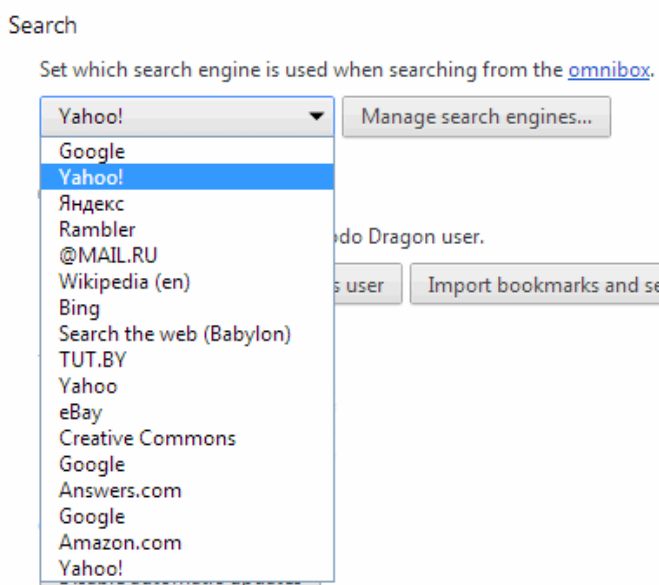 Search
Set which search engine is used when searching from the omnibox.
Yahoo!
Manage search engines...
Google
Yahoo!
Яндекс
Rambler
odo Dragon user.
@MAIL.RU
Wikipedia (en)
s user
Import bookmarks and se
Bing
Search the web (Babylon)
TUT.BY
Yahoo
eBay
Creative Commons
Google
Answers.com
Google
Amazon.com
Yahoo!